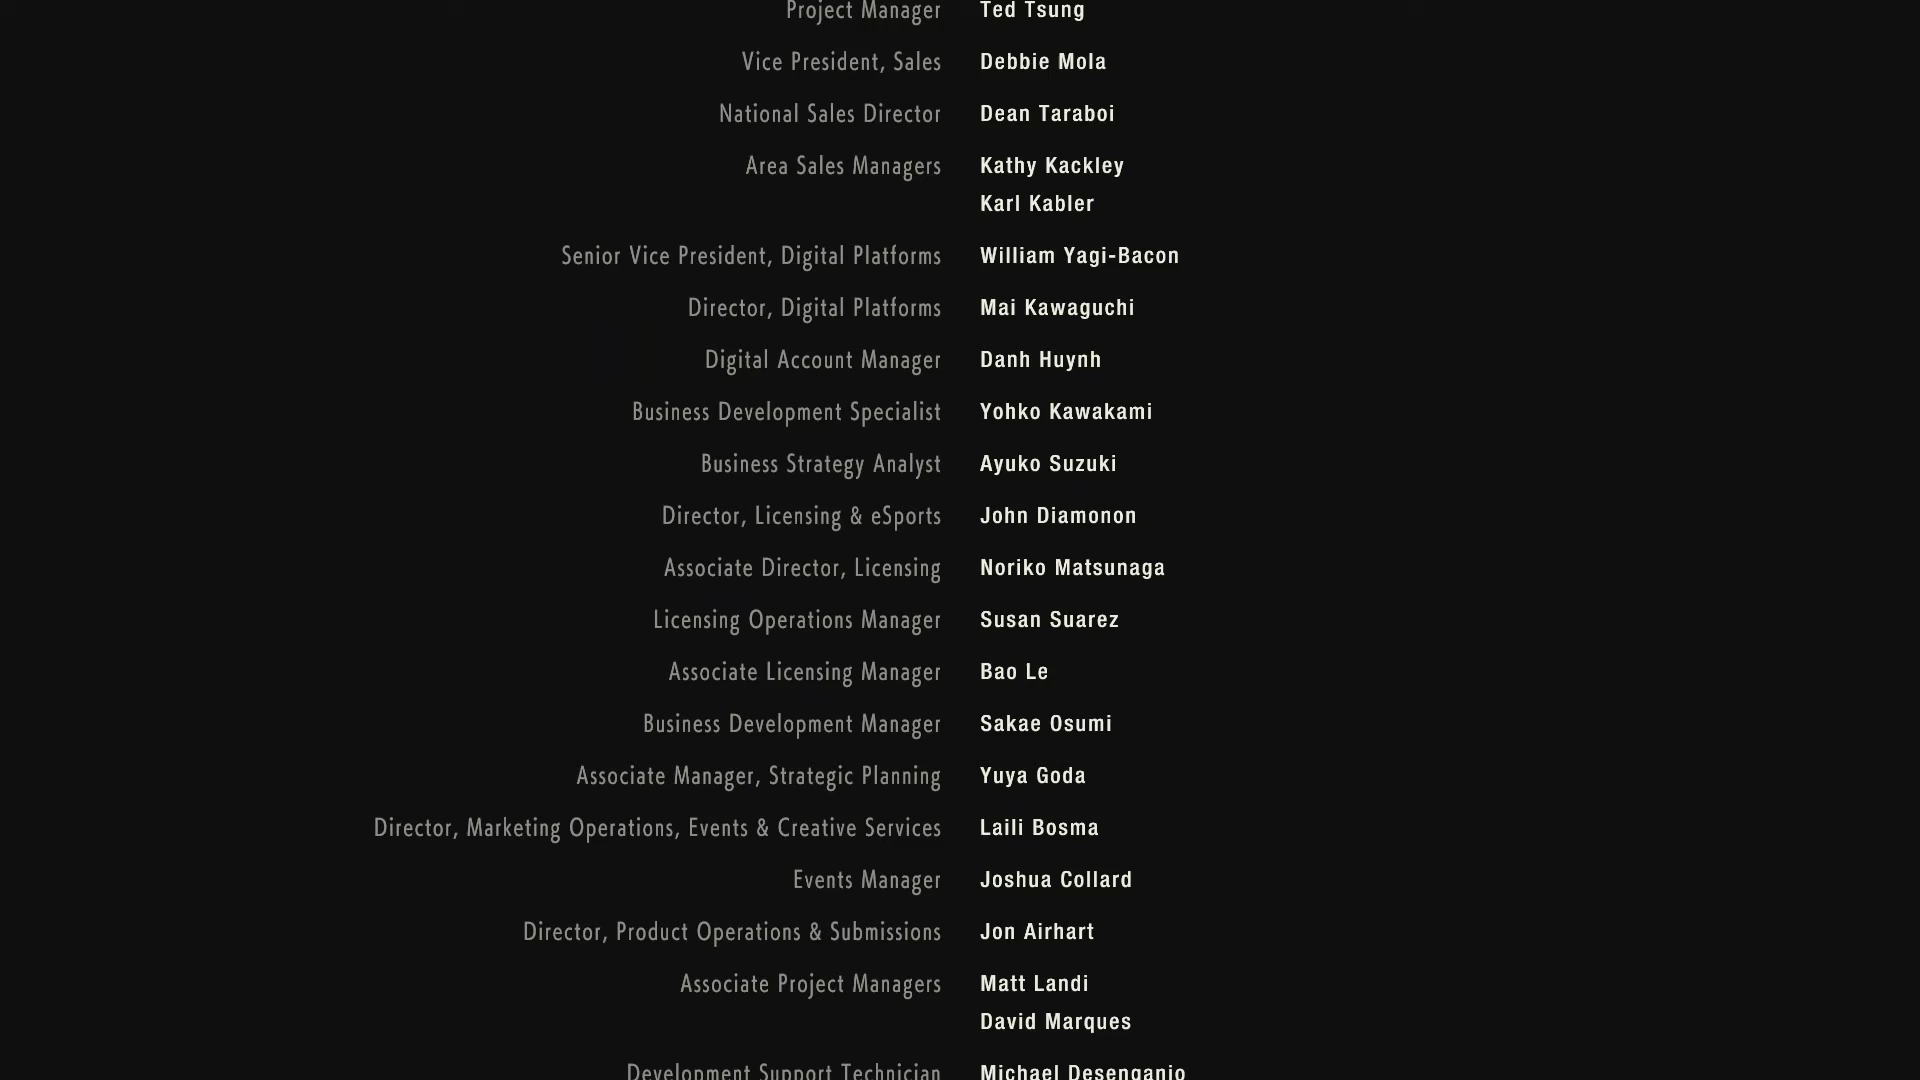 Project Manager Ted Tsung
Vice President, Sales Debbie Mola
National Sales Director Dean Taraboi
Area Sales Managers Kathy Kackley
Karl Kabler
Senior Vice President, Digital Platforms William Yagi-Bacon
Director, Digital Platforms Mai Kawaguchi
Digital Account Manager Danh Huynh
Business Development Specialist Yohko Kawakami
Business Strategy Analyst Ayuko Suzuki
Director, Licensing & eSports John Diamonon
Associate Director, Licensing Noriko Matsunaga
Licensing Operations Manager Susan Suarez
Associate Licensing Manager Bao Le
Business Development Manager Sakae Osumi
Associate Manager, Strategic Planning Yuya Goda
Director, Marketing Operations, Events & Creative Services Laili Bosma
Events Manager Joshua Collard
Director, Product Operations & Submissions Jon Airhart
Associate Project Managers Matt Landi
David Marques
Development Support Technician Michael Desenganio